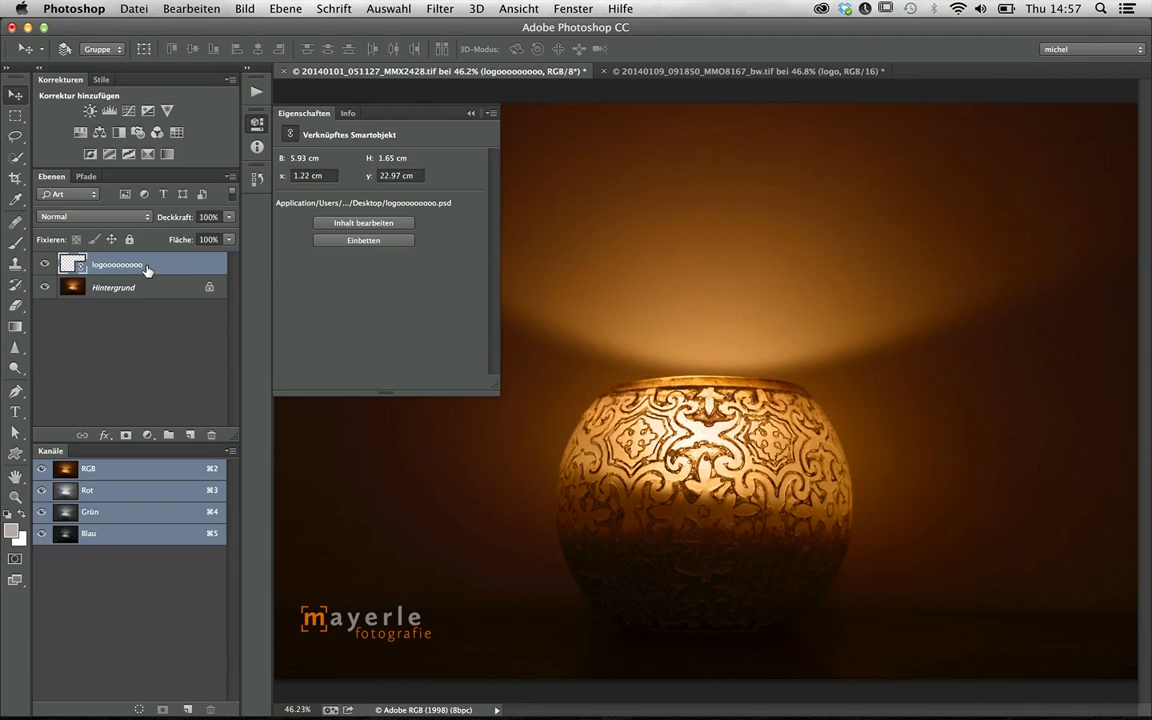 Photoshop Datei Bearbeiten Bild Ebene Schrift Auswahl Filter 3D Ansicht Fenster Hilfe Thu 14:57
Adobe Photoshop CC
Gruppe 3D-Modus: michel
Korrekturen Stile
× © 20140101_051127_MMX2428.tif bei 46.2% (logooooooooo, RGB/8*) * × © 20140109_091850_MMO8167_bw.tif bei 46.8% (logo, RGB/16) *
Korrektur hinzufügen
Eigenschaften Info
Verknüpftes Smartobjekt
B: 5.93 cm H: 1.65 cm
x: 1.22 cm y: 22.97 cm
Ebenen Pfade
Art
Application/Users/.../Desktop/logooooooooo.psd
Normal Deckkraft: 100%
Inhalt bearbeiten
Fixieren: Fläche: 100%
Einbetten
logooooooooo
Hintergrund
fx
Kanäle
RGB ⌘2
Rot ⌘3
Grün ⌘4
Blau ⌘5
mayerle
fotografie
46.23% © Adobe RGB (1998) (8bpc)